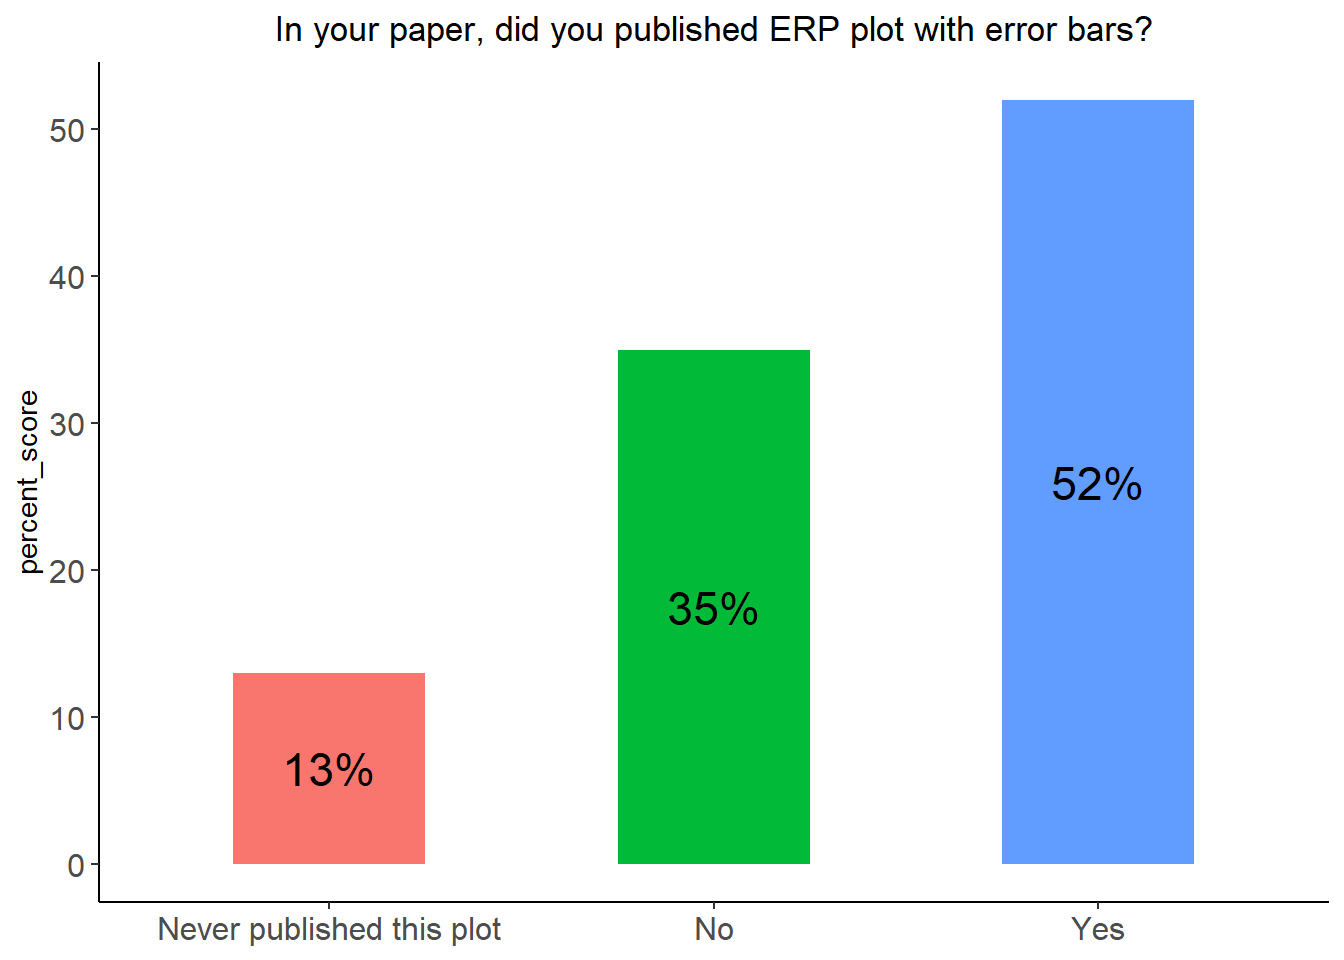 In your paper, did you published ERP plot with error bars?
percent_score
50
40
30
20
10
0
13%
35%
52%
Never published this plot
No
Yes